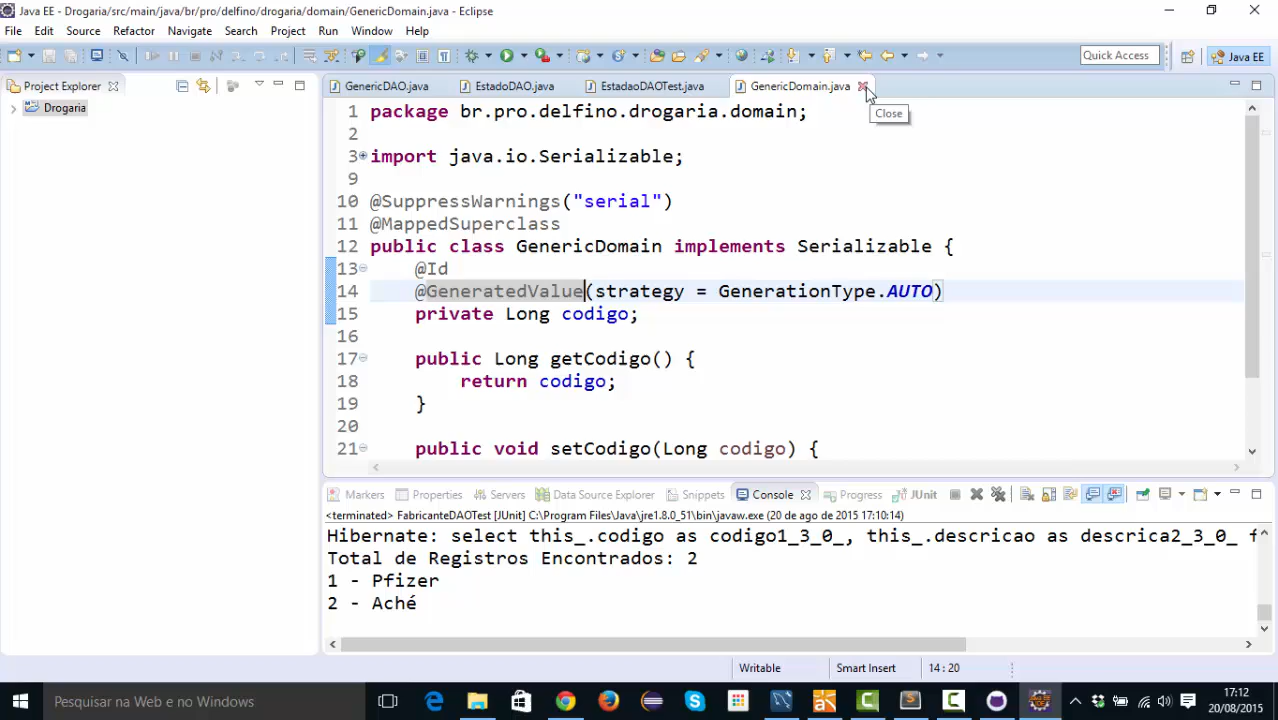 Java EE - Drogaria/src/main/java/br/pro/delfino/drogaria/domain/GenericDomain.java - Eclipse
File Edit Source Refactor Navigate Search Project Run Window Help
Quick Access
Java EE
Project Explorer
GenericDAO.java
EstadoDAO.java
EstadaoDAOTest.java
GenericDomain.java
Close
Drogaria
1 package br.pro.delfino.drogaria.domain;
2
3 import java.io.Serializable;
9
10 @SuppressWarnings("serial")
11 @MappedSuperclass
12 public class GenericDomain implements Serializable {
13 @Id
14 @GeneratedValue(strategy = GenerationType.AUTO)
15 private Long codigo;
16
17 public Long getCodigo() {
18 return codigo;
19 }
20
21 public void setCodigo(Long codigo) {
Markers Properties Servers Data Source Explorer Snippets Console Progress JUnit
<terminated> FabricanteDAOTest [JUnit] C:\Program Files\Java\jre1.8.0_51\bin\javaw.exe (20 de ago de 2015 17:10:14)
Hibernate: select this_.codigo as codigo1_3_0_, this_.descricao as descrica2_3_0_ f
Total de Registros Encontrados: 2
1 - Pfizer
2 - Aché
Writable
Smart Insert
14 : 20
Pesquisar na Web e no Windows
17:12
20/08/2015